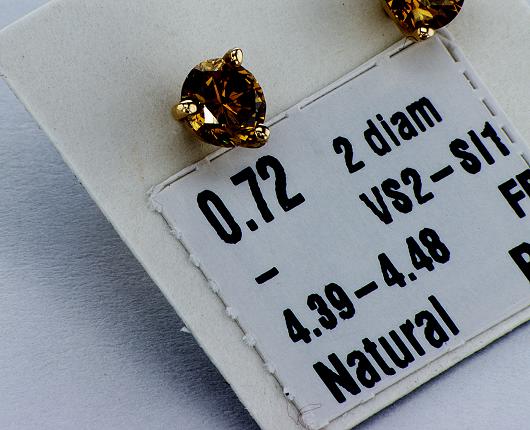 2 diam
0.72 VS2–SI1
–
4.39–4.48
Natural